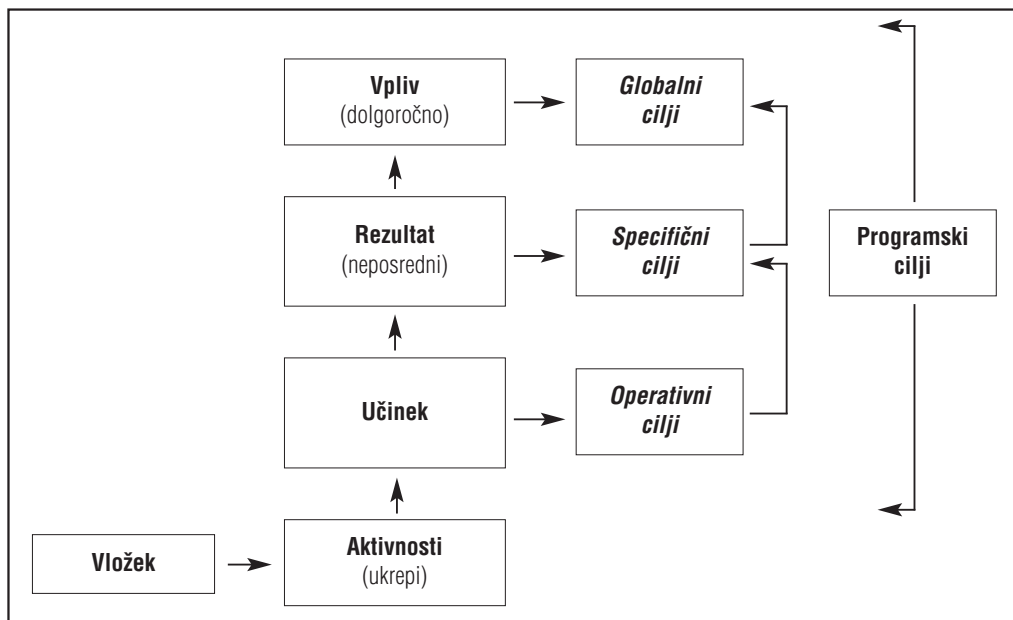 Vpliv
(dolgoročno)
Globalni
cilji
Rezultat
(neposredni)
Specifični
cilji
Programski
cilji
Učinek
Operativni
cilji
Vložek
Aktivnosti
(ukrepi)